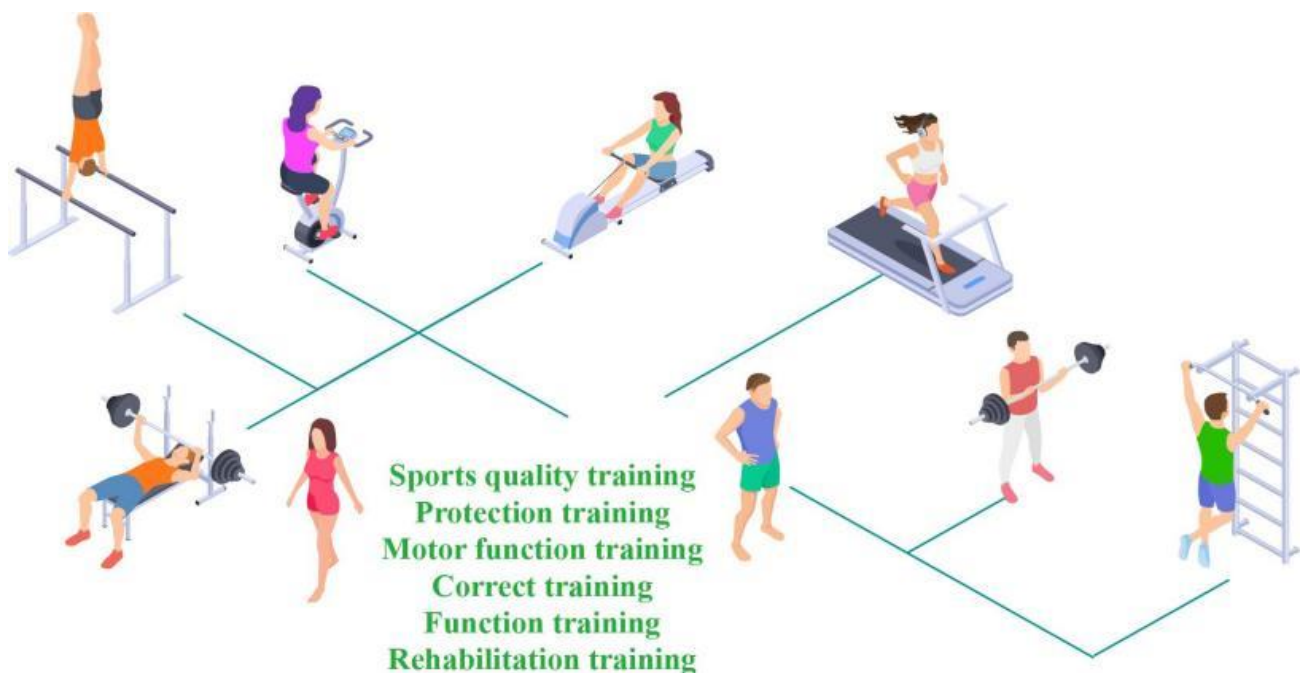 Sports quality training
Protection training
Motor function training
Correct training
Function training
Rehabilitation training